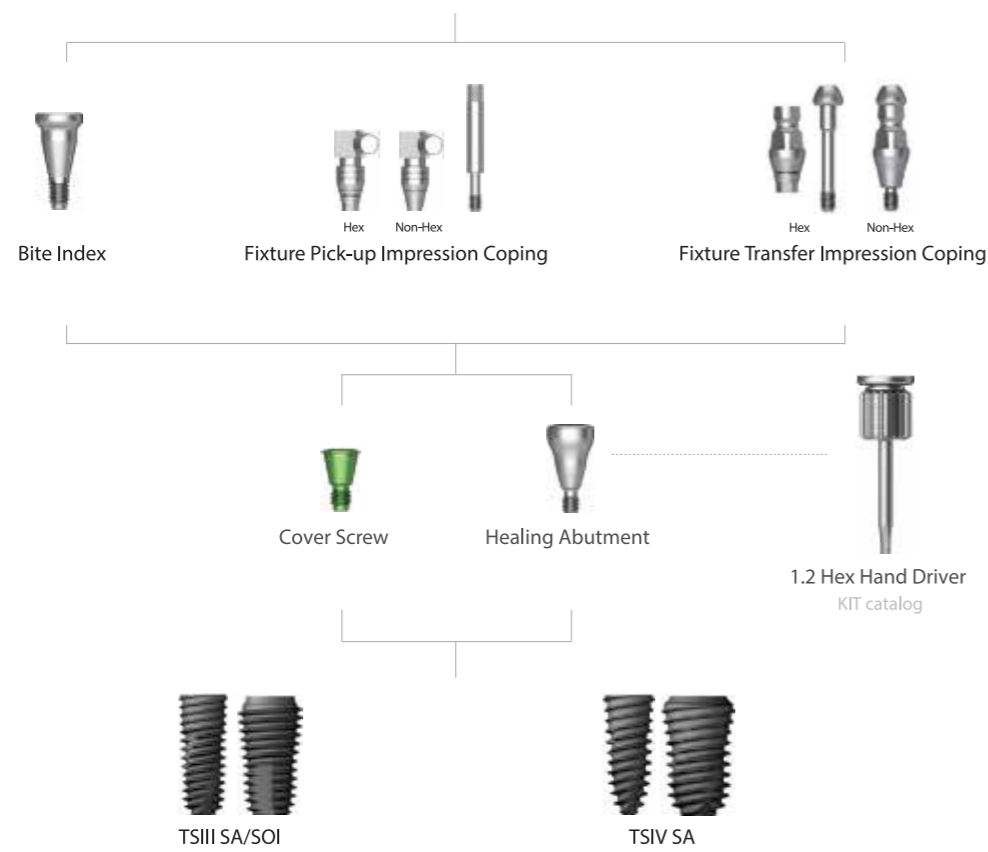 Hex
Non-Hex
Hex
Non-Hex
Bite Index
Fixture Pick-up Impression Coping
Fixture Transfer Impression Coping
Cover Screw
Healing Abutment
1.2 Hex Hand Driver
KIT catalog
TSIII SA/SOI
TSIV SA